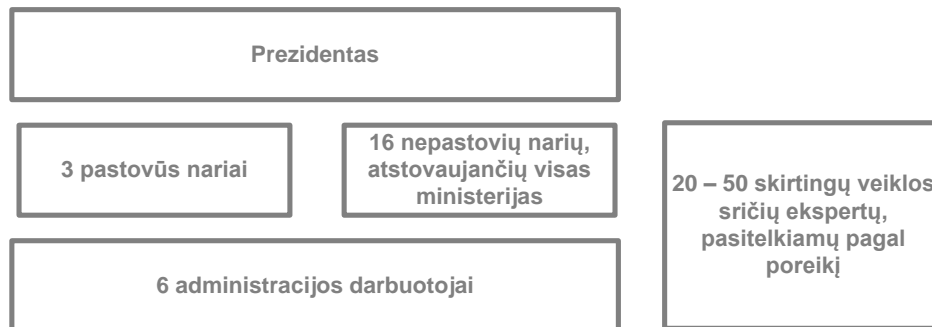 Prezidentas
3 pastovūs nariai
16 nepastovių narių,
atstovaujančių visas
ministerijas
6 administracijos darbuotojai
20 – 50 skirtingų veiklos
sričių ekspertų,
pasitelkiamų pagal
poreikį